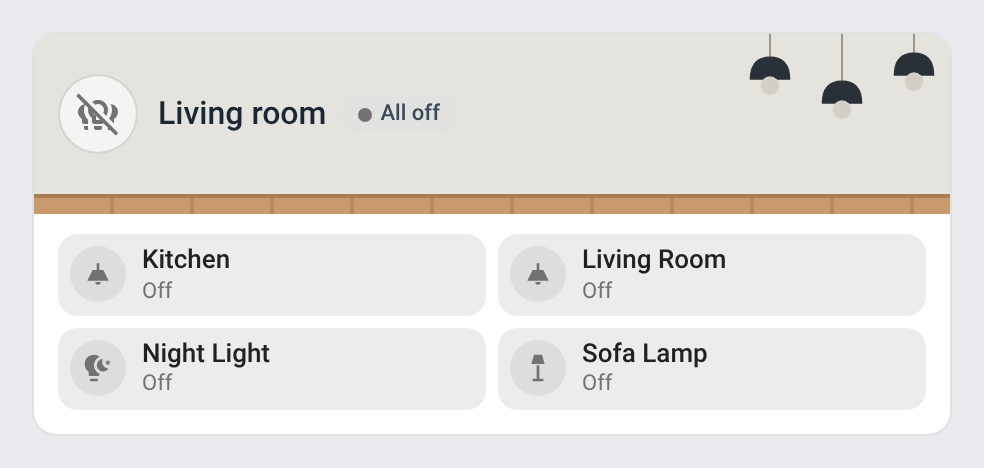 Living room
All off
Kitchen
Off
Living Room
Off
Night Light
Off
Sofa Lamp
Off